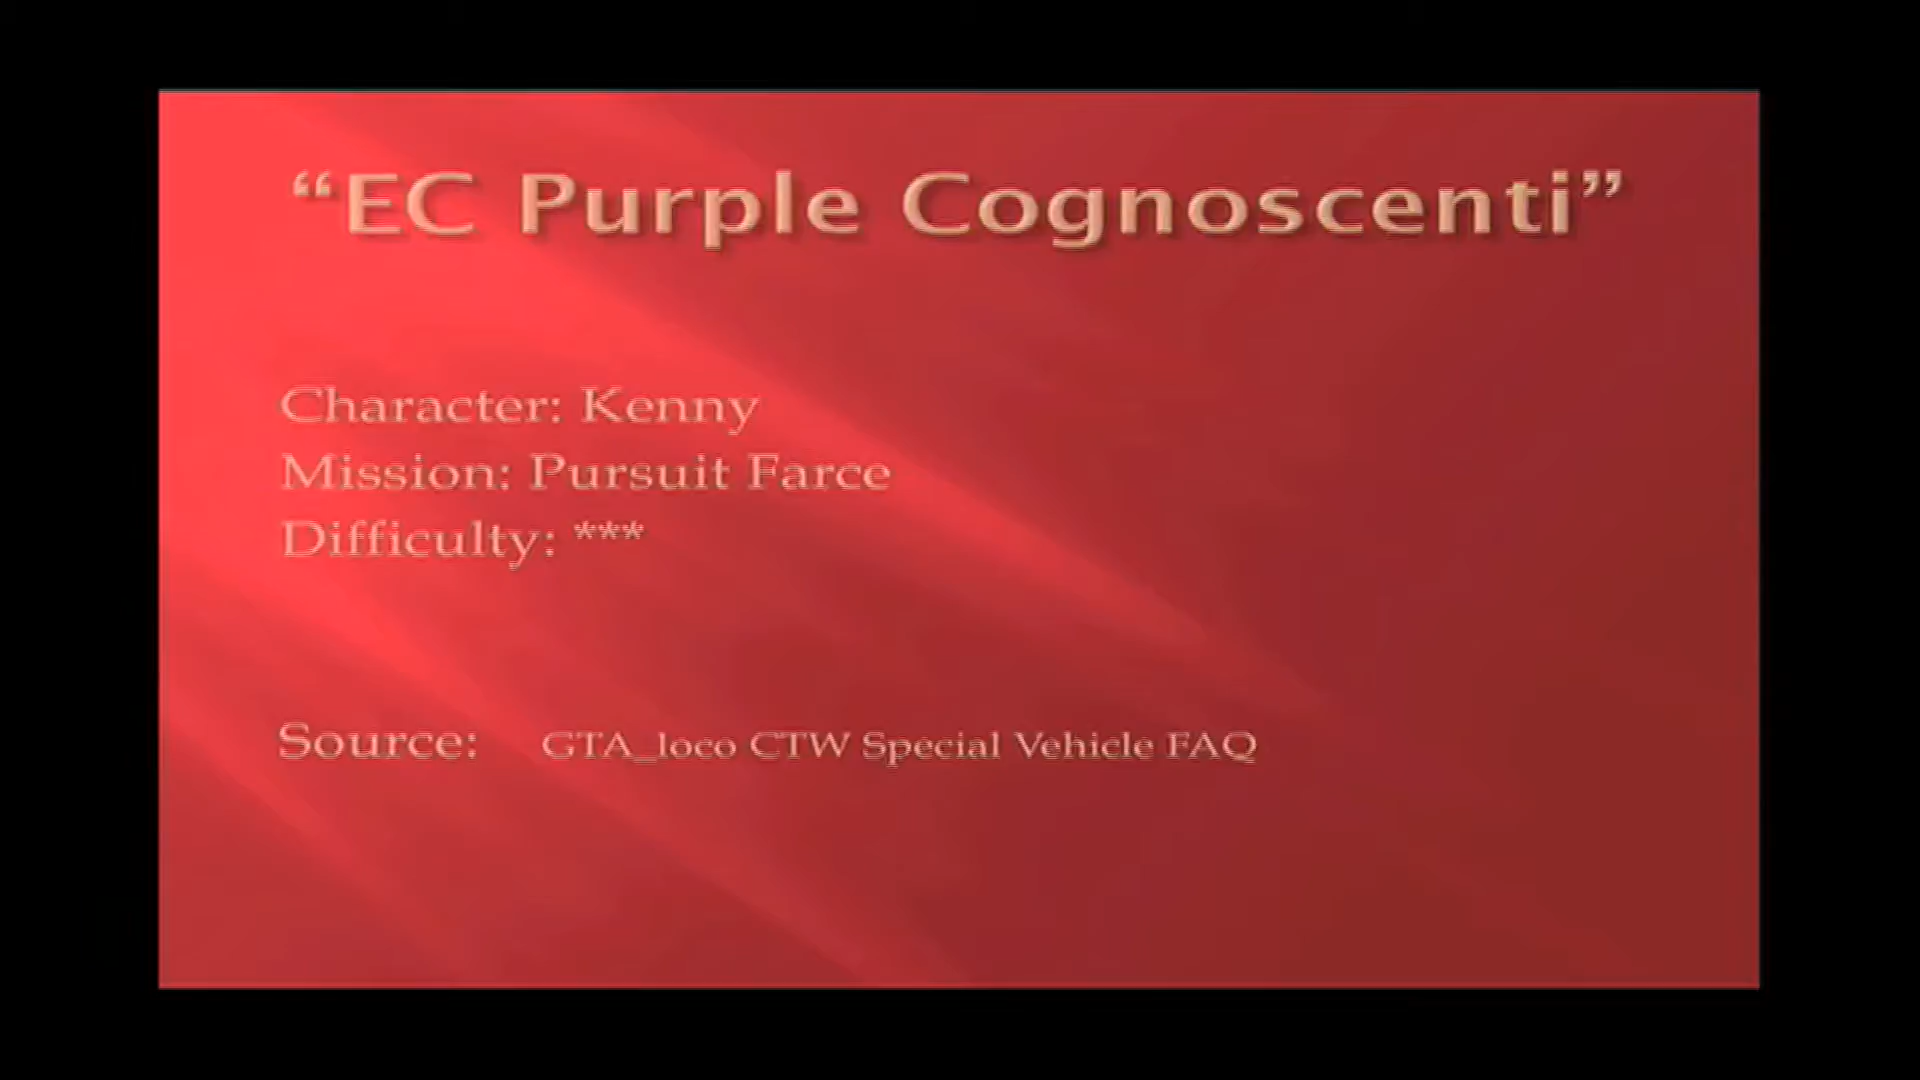 “EC Purple Cognoscenti”
Character: Kenny
Mission: Pursuit Farce
Difficulty: ***
Source: GTA_loco CTW Special Vehicle FAQ